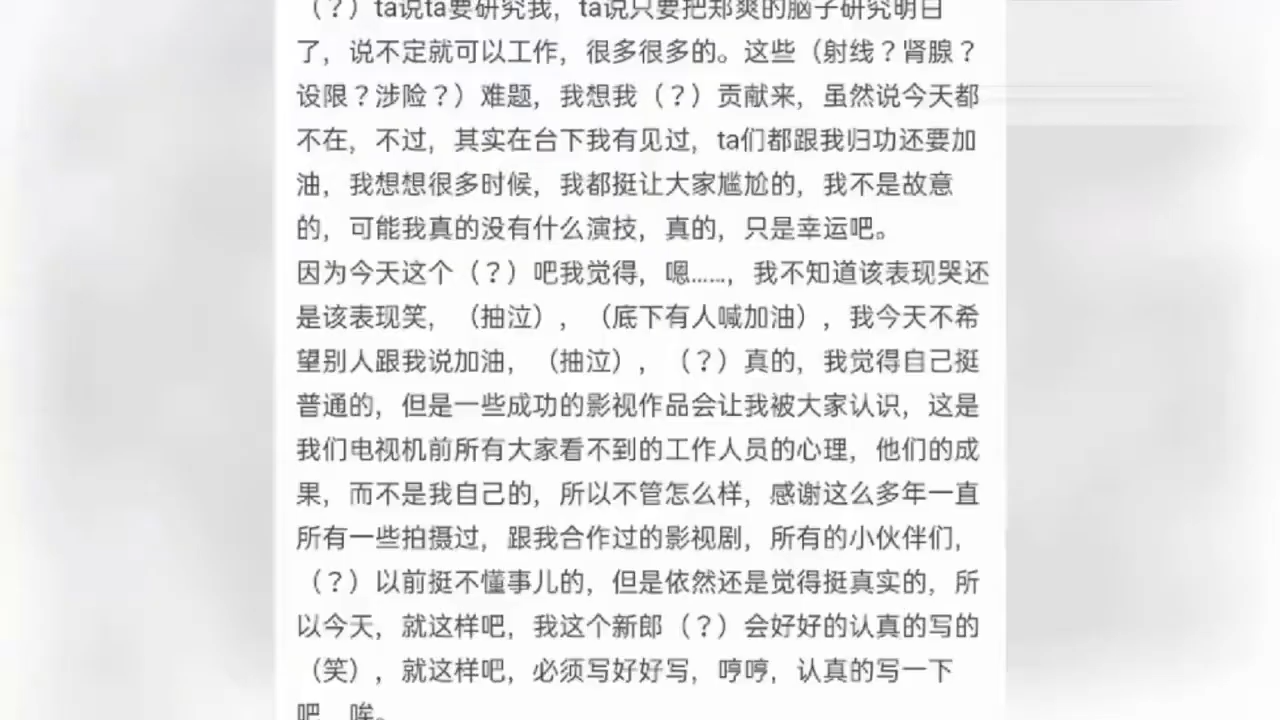 （？）ta说ta要研究我，ta说只要把郑爽的脑子研究明白
了，说不定就可以工作，很多很多的。这些（射线？肾腺？
设限？涉险？）难题，我想我（？）贡献来，虽然说今天都
不在，不过，其实在台下我有见过，ta们都跟我归功还要加
油，我想想很多时候，我都挺让大家尴尬的，我不是故意
的，可能我真的没有什么演技，真的，只是幸运吧。
因为今天这个（？）吧我觉得，嗯……，我不知道该表现哭还
是该表现笑，（抽泣），（底下有人喊加油），我今天不希
望别人跟我说加油，（抽泣），（？）真的，我觉得自己挺
普通的，但是一些成功的影视作品会让我被大家认识，这是
我们电视机前所有大家看不到的工作人员的心理，他们的成
果，而不是我自己的，所以不管怎么样，感谢这么多年一直
所有一些拍摄过，跟我合作过的影视剧，所有的小伙伴们，
（？）以前挺不懂事儿的，但是依然还是觉得挺真实的，所
以今天，就这样吧，我这个新郎（？）会好好的认真的写的
（笑），就这样吧，必须写好好写，哼哼，认真的写一下
吧，唉。